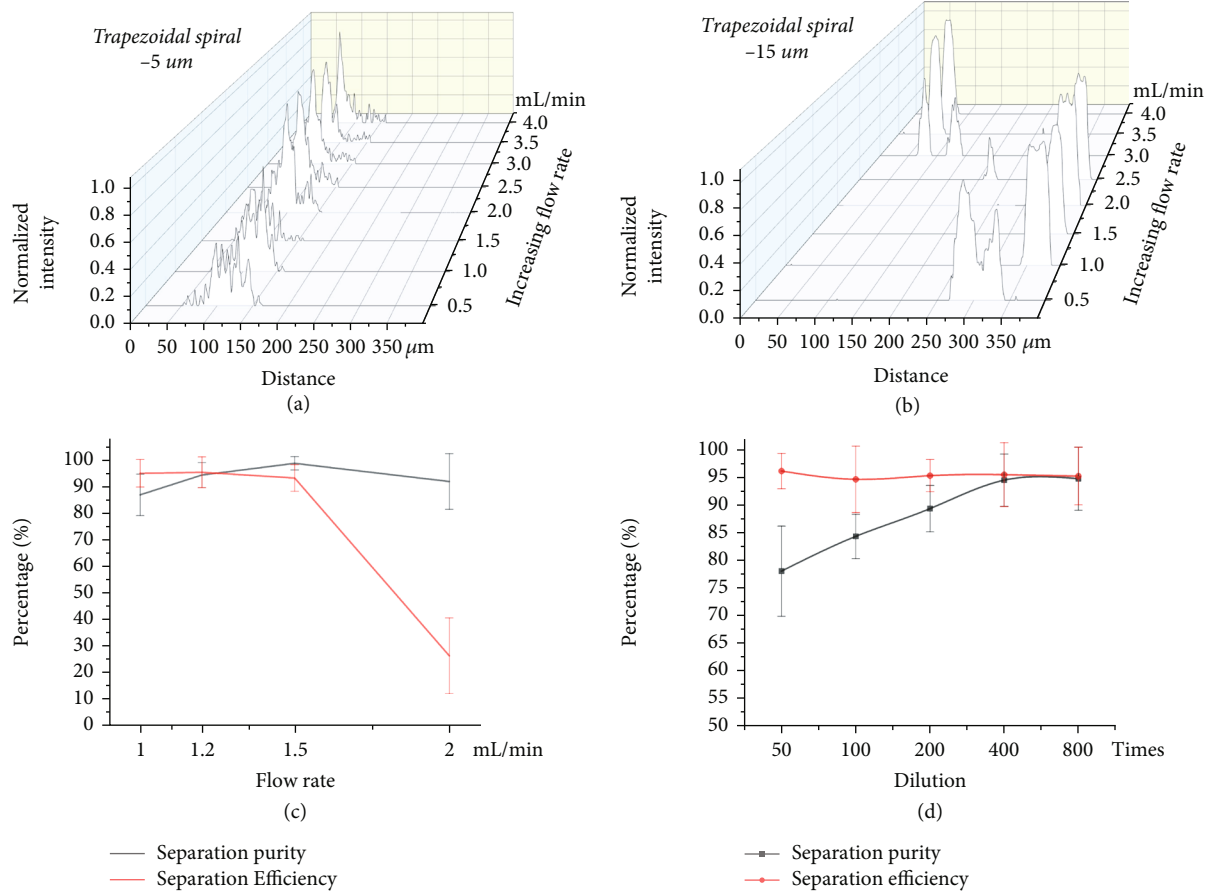 Trapezoidal spiral
–5 um
mL/min
4.0
3.5
3.0
2.5
2.0
1.5
1.0
0.5
Increasing flow rate
1.0
0.8
0.6
0.4
0.2
0.0
Normalized
intensity
0 50 100 150 200 250 300 350 μm
Distance
(a)
Trapezoidal spiral
–15 um
mL/min
4.0
3.5
3.0
2.5
2.0
1.5
1.0
0.5
Increasing flow rate
1.0
0.8
0.6
0.4
0.2
0.0
Normalized
intensity
0 50 100 150 200 250 300 350 μm
Distance
(b)
100
90
80
70
60
50
40
30
20
10
0
Percentage (%)
1 1.2 1.5 2 mL/min
Flow rate
(c)
Separation purity
Separation Efficiency
100
95
90
85
80
75
70
65
60
55
50
Percentage (%)
50 100 200 400 800 Times
Dilution
(d)
Separation purity
Separation efficiency